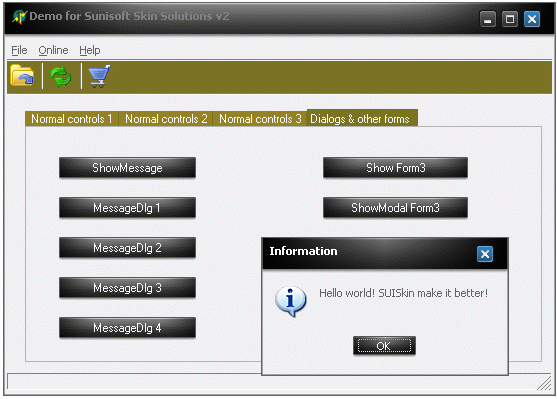 Demo for Sunisoft Skin Solutions v2
File Online Help
Normal controls 1 Normal controls 2 Normal controls 3 Dialogs & other forms
ShowMessage Show Form3
MessageDlg 1 ShowModal Form3
MessageDlg 2
MessageDlg 3
MessageDlg 4
Information
Hello world! SUISkin make it better!
OK